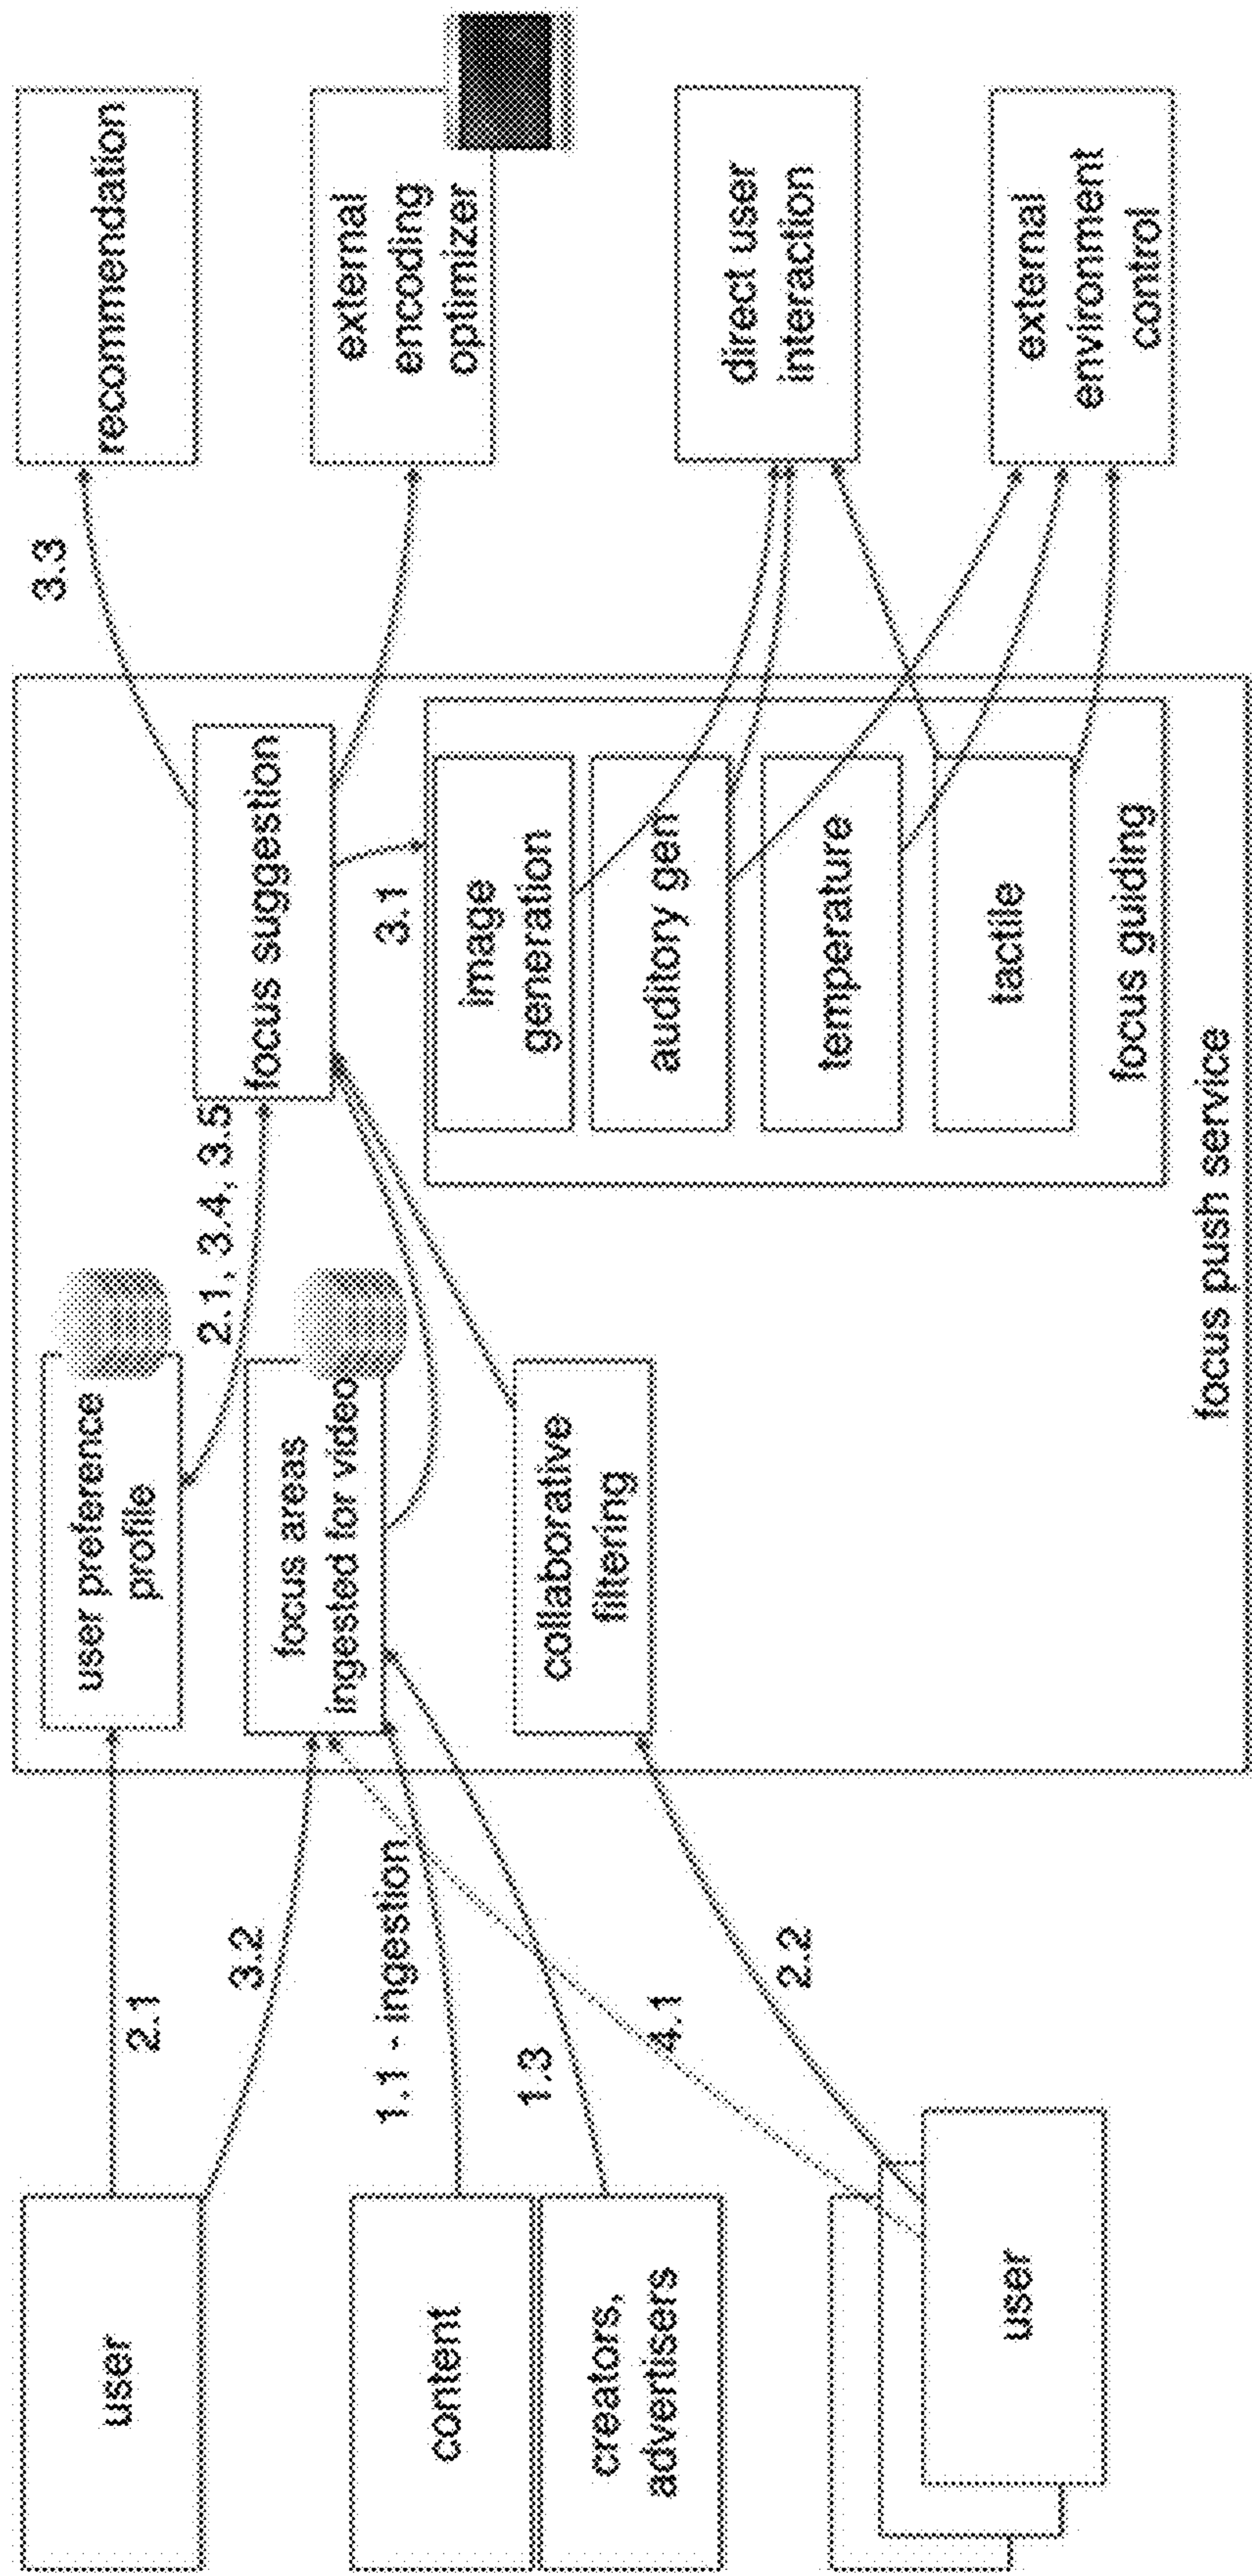 user
content
creators,
advertisers
user
2.1
3.2
1.1 - ingestion
1.3
4.1
2.2
user preference
profile
focus areas
ingested for video
collaborative
filtering
2.1, 3.4, 3.5
focus suggestion
3.1
image
generation
auditory gen
temperature
tactile
focus guiding
focus push service
3.3
recommendation
external
encoding
optimizer
direct user
interaction
external
environment
control